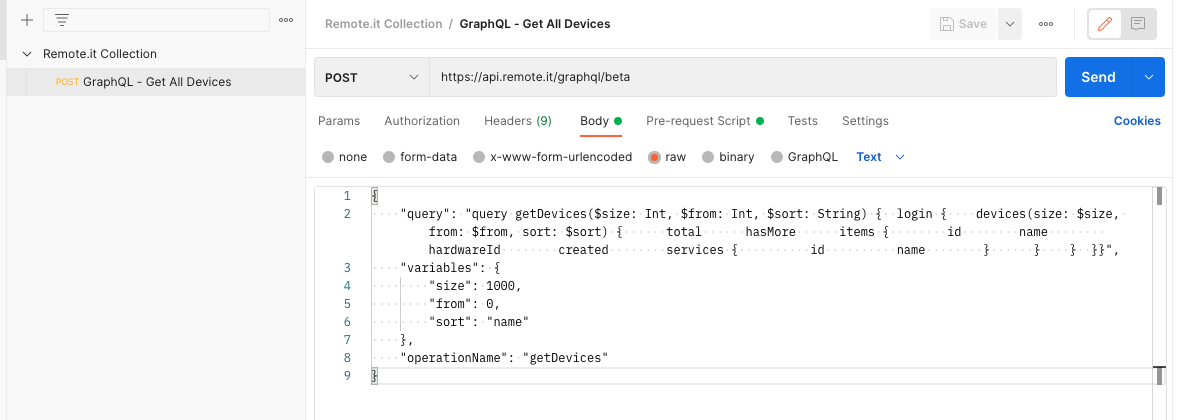 Remote.it Collection
POST GraphQL - Get All Devices
Remote.it Collection / GraphQL - Get All Devices
Save
POST
https://api.remote.it/graphql/beta
Send
Params Authorization Headers (9) Body Pre-request Script Tests Settings Cookies
none form-data x-www-form-urlencoded raw binary GraphQL Text
1 {
2 "query": "query getDevices($size: Int, $from: Int, $sort: String) { login { devices(size: $size,
from: $from, sort: $sort) { total hasMore items { id name
hardwareId created services { id name } } } }}",
3 "variables": {
4 "size": 1000,
5 "from": 0,
6 "sort": "name"
7 },
8 "operationName": "getDevices"
9 }